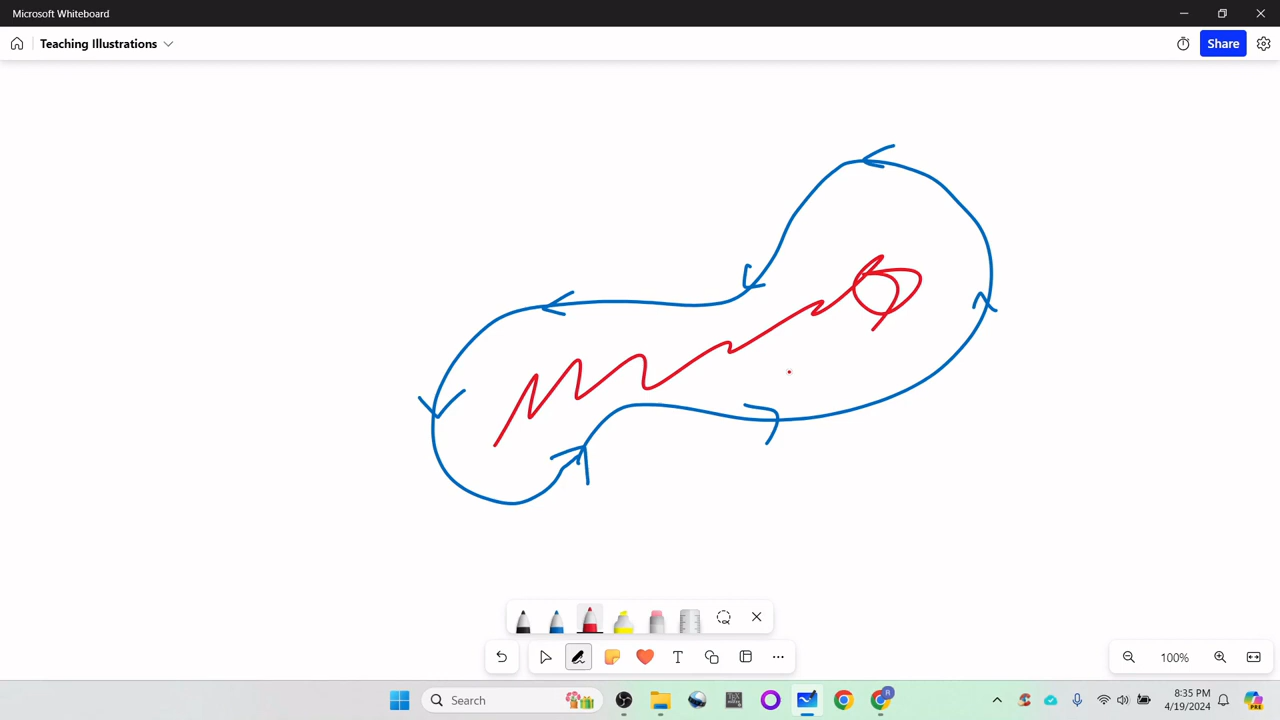 Microsoft Whiteboard
Teaching Illustrations
Share
100%
Search
8:35 PM
4/19/2024